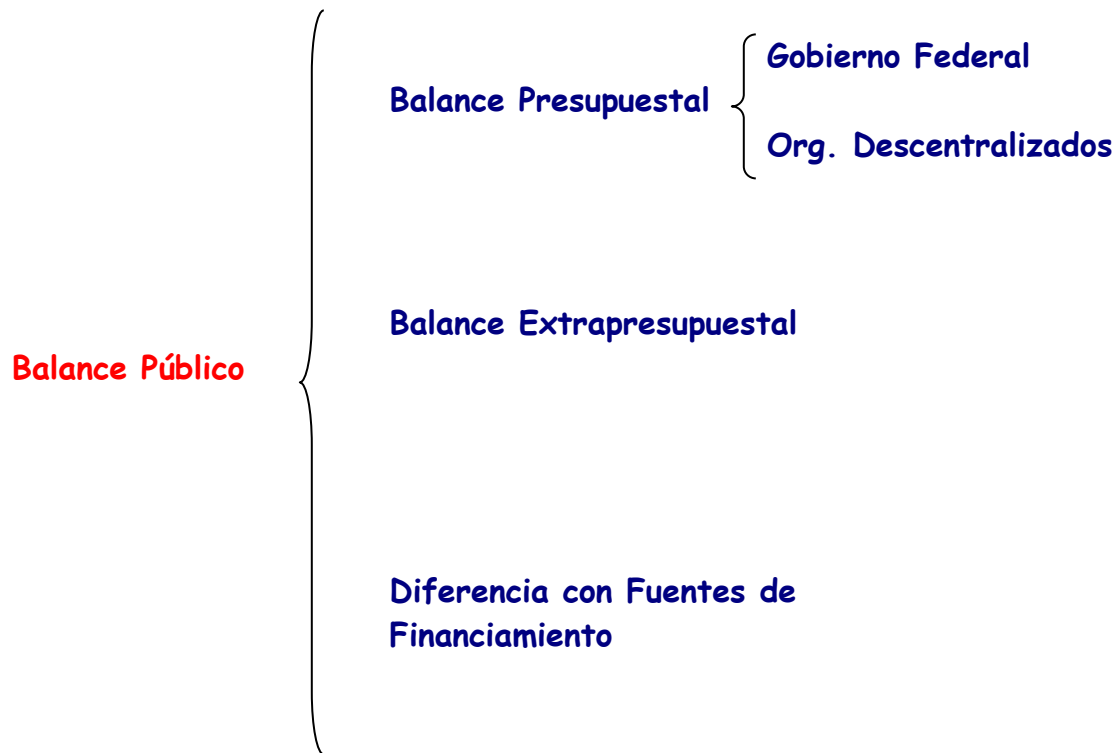 Gobierno Federal
Balance Presupuestal
Org. Descentralizados
Balance Extrapresupuestal
Balance Público
Diferencia con Fuentes de
Financiamiento